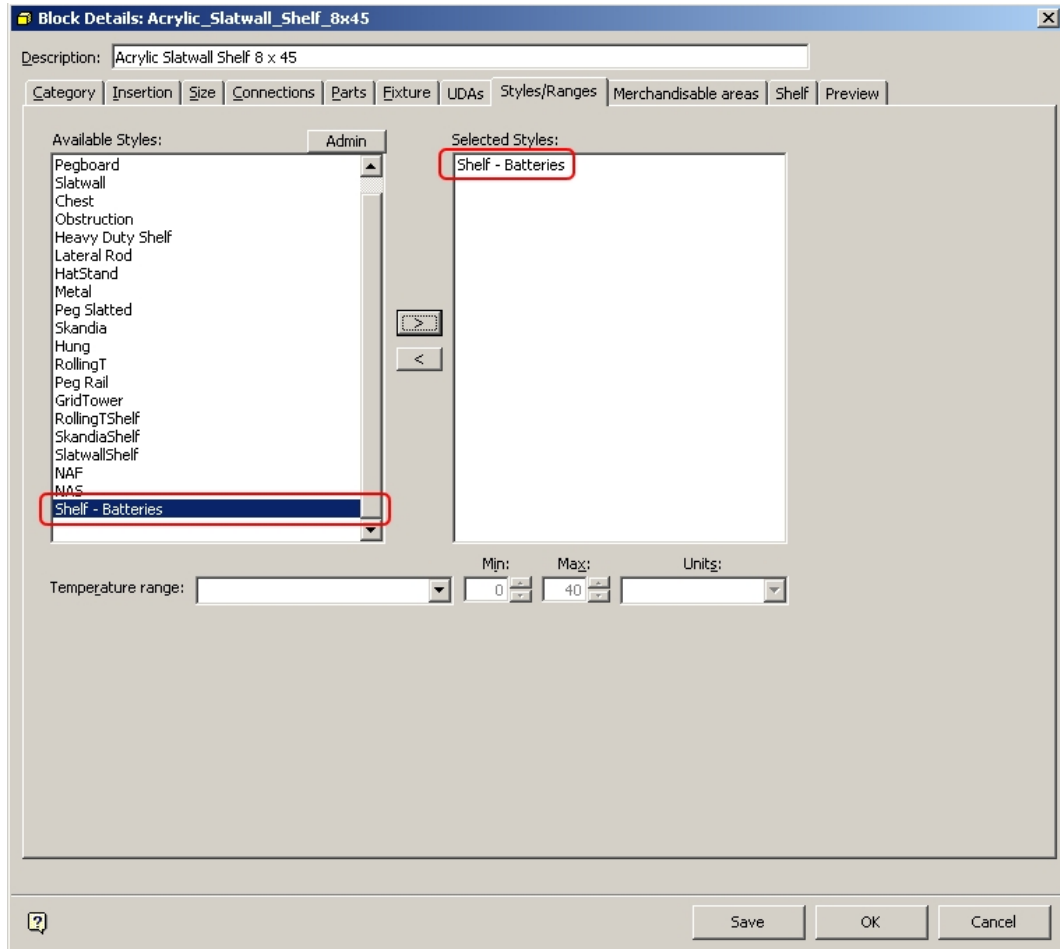 Block Details: Acrylic_Slatwall_Shelf_8x45
Description: Acrylic Slatwall Shelf 8 x 45
Category Insertion Size Connections Parts Fixture UDAs Styles/Ranges Merchandisable areas Shelf Preview
Available Styles: Admin Selected Styles:
Pegboard Shelf - Batteries
Slatwall
Chest
Obstruction
Heavy Duty Shelf
Lateral Rod
HatStand
Metal
Peg Slatted
Skandia
Hung
RollingT
Peg Rail
GridTower
RollingTShelf
SkandiaShelf
SlatwallShelf
NAF
NAS
Shelf - Batteries
>
<
Min: Max: Units:
Temperature range: 0 40
Save OK Cancel